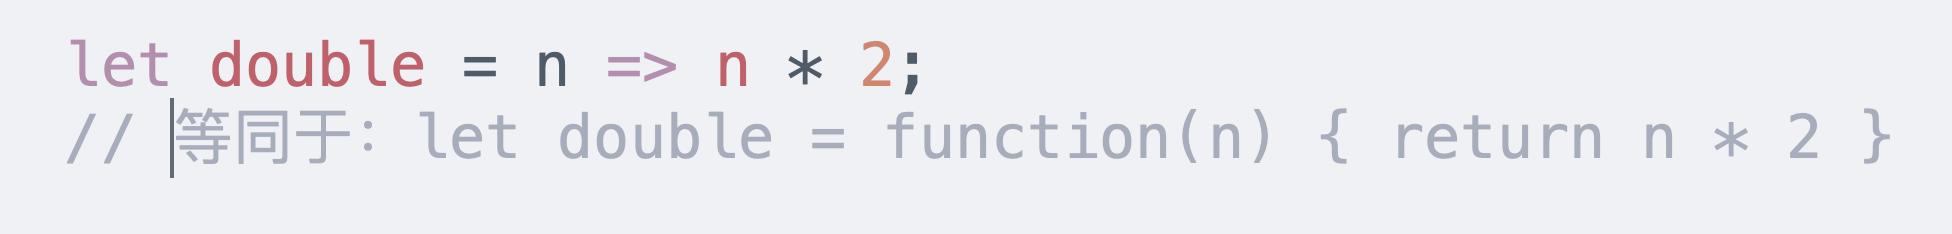 let double = n => n * 2;
// 等同于: let double = function(n) { return n * 2 }